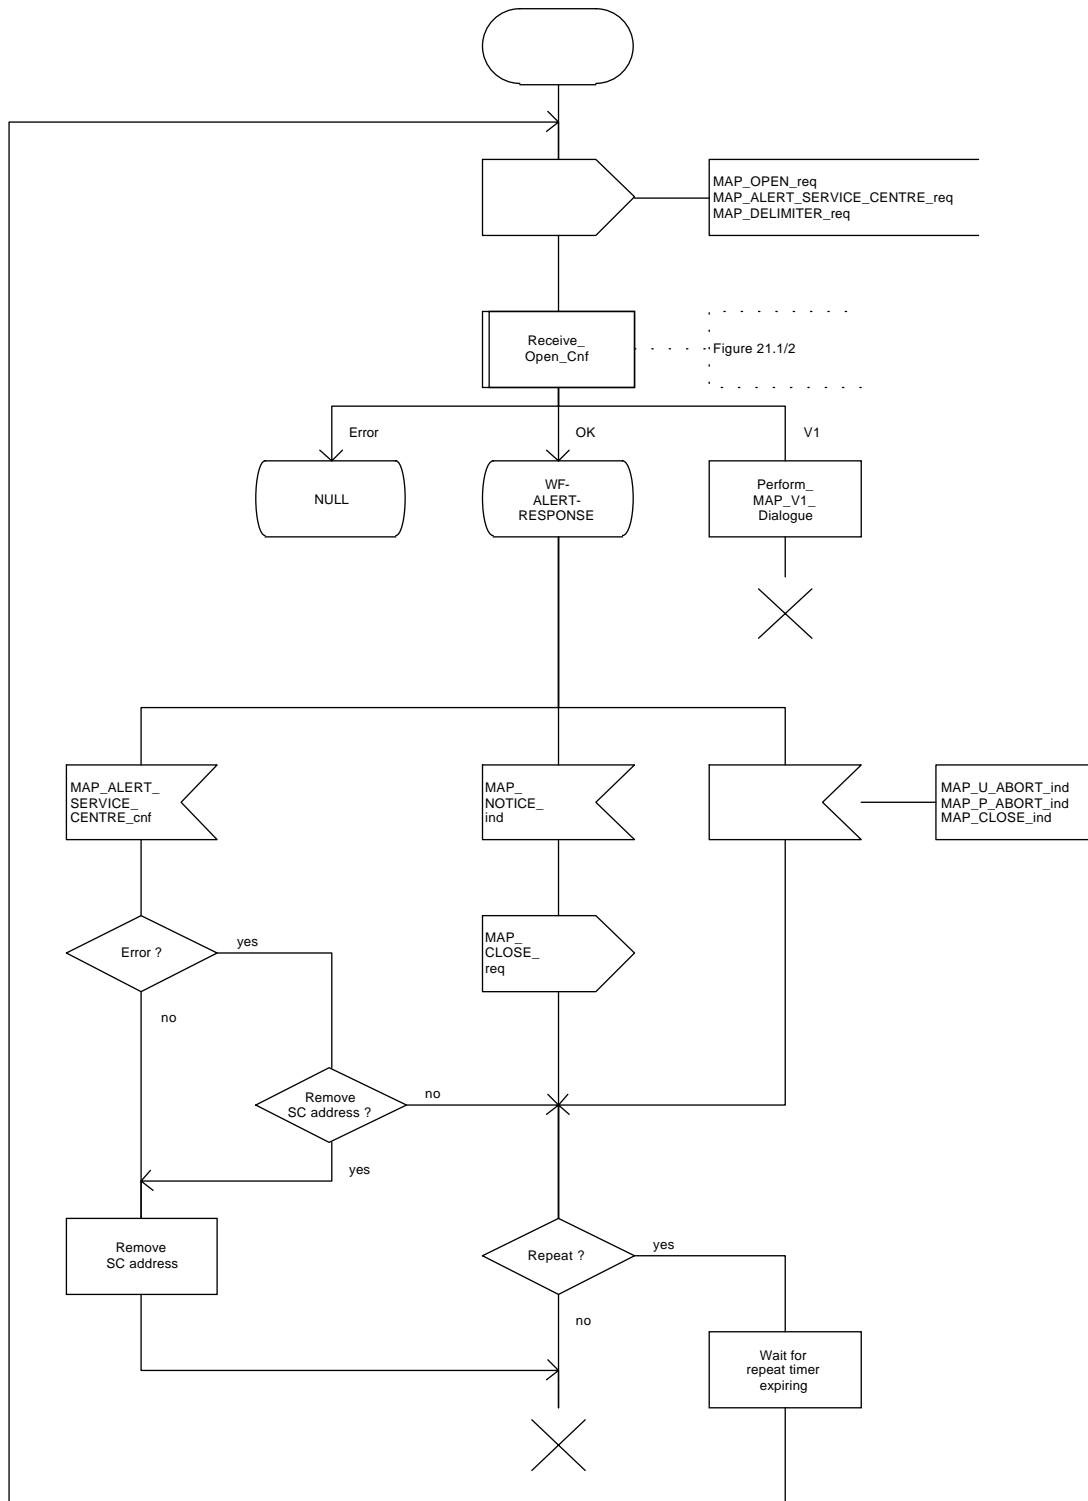 MAP_OPEN_req
MAP_ALERT_SERVICE_CENTRE_req
MAP_DELIMITER_req
Receive_
Open_Cnf
Figure 21.1/2
Error
OK
V1
NULL
WF-
ALERT-
RESPONSE
Perform_
MAP_V1_
Dialogue
MAP_ALERT_
SERVICE_
CENTRE_cnf
MAP_
NOTICE_
ind
MAP_U_ABORT_ind
MAP_P_ABORT_ind
MAP_CLOSE_ind
Error ?
yes
no
MAP_
CLOSE_
req
Remove
SC address ?
no
yes
Remove
SC address
Repeat ?
yes
no
Wait for
repeat timer
expiring